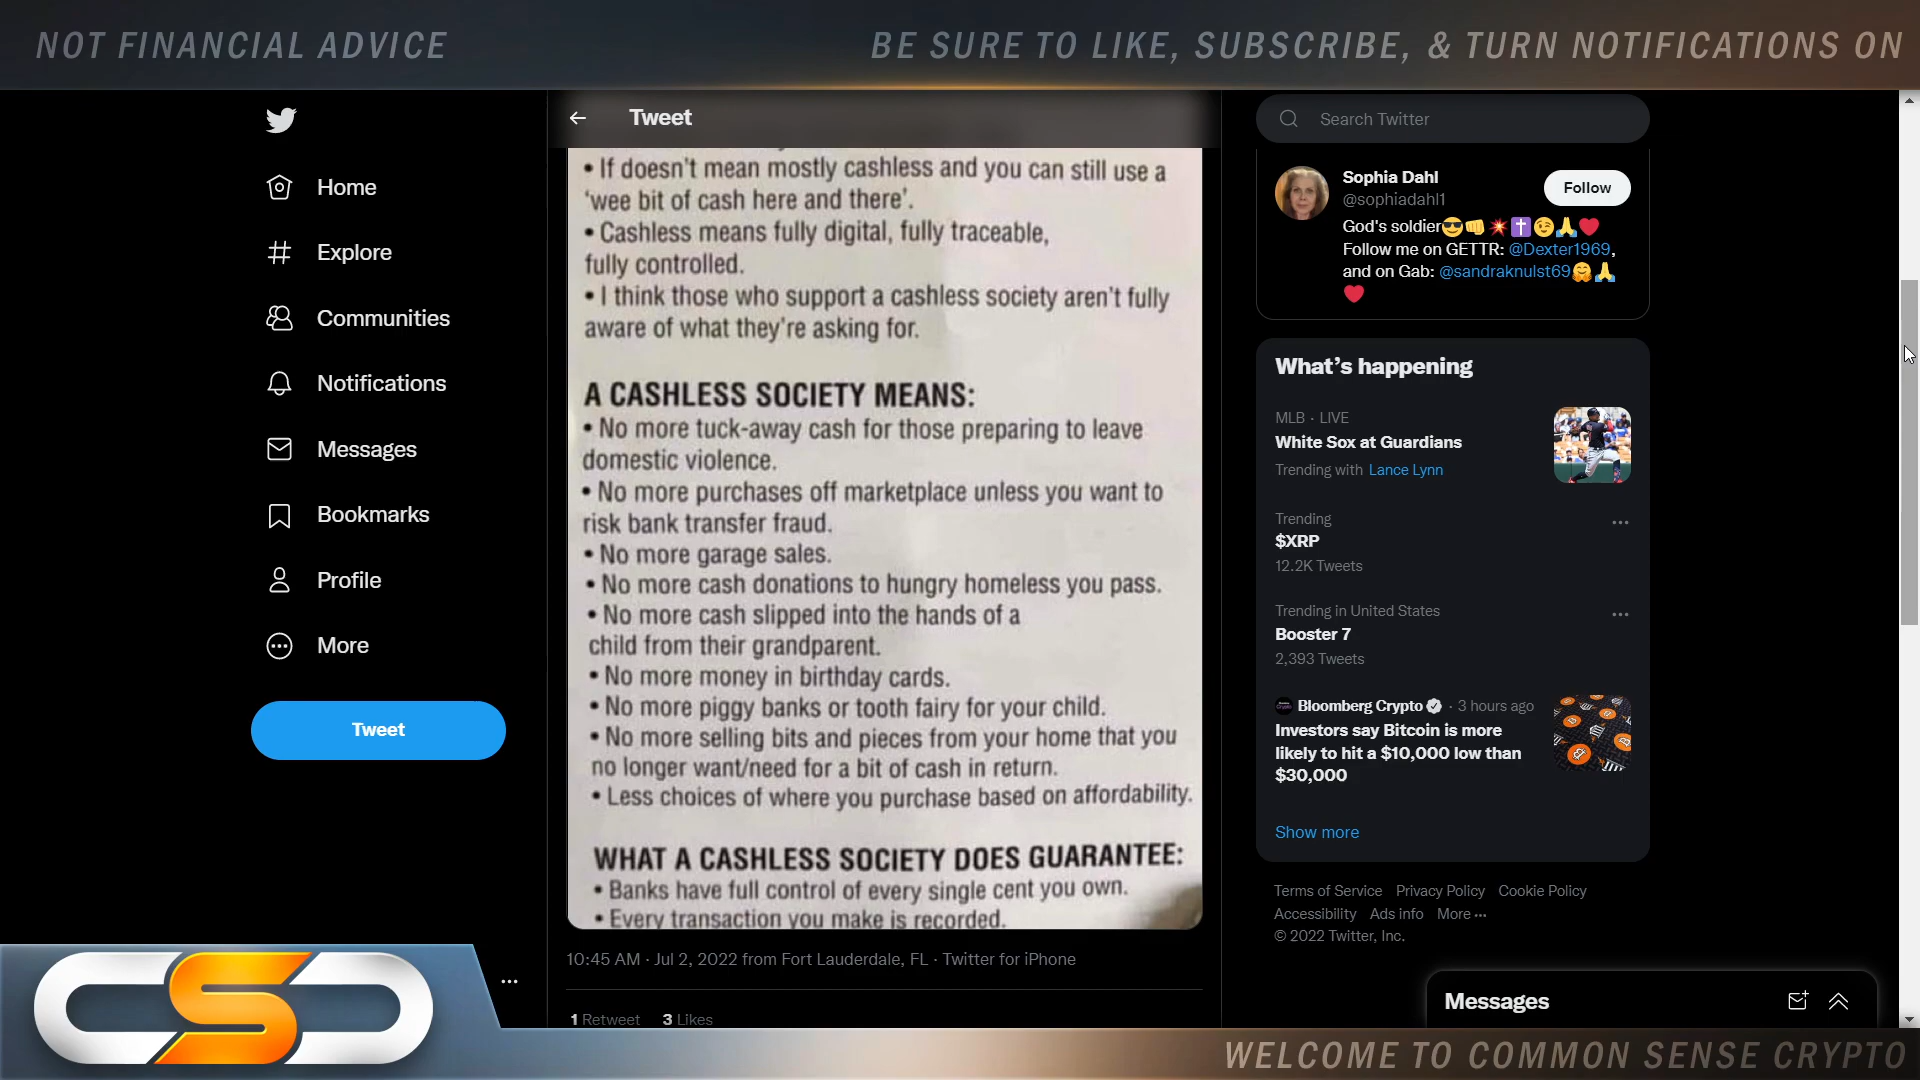 NOT FINANCIAL ADVICE
BE SURE TO LIKE, SUBSCRIBE, & TURN NOTIFICATIONS ON
Home
Explore
Communities
Notifications
Messages
Bookmarks
Profile
More
Tweet
Tweet
• If doesn't mean mostly cashless and you can still use a
'wee bit of cash here and there'.
• Cashless means fully digital, fully traceable,
fully controlled.
• I think those who support a cashless society aren't fully
aware of what they're asking for.
A CASHLESS SOCIETY MEANS:
• No more tuck-away cash for those preparing to leave
domestic violence.
• No more purchases off marketplace unless you want to
risk bank transfer fraud.
• No more garage sales.
• No more cash donations to hungry homeless you pass.
• No more cash slipped into the hands of a
child from their grandparent.
• No more money in birthday cards.
• No more piggy banks or tooth fairy for your child.
• No more selling bits and pieces from your home that you
no longer want/need for a bit of cash in return.
• Less choices of where you purchase based on affordability.
WHAT A CASHLESS SOCIETY DOES GUARANTEE:
• Banks have full control of every single cent you own.
• Every transaction you make is recorded.
10:45 AM · Jul 2, 2022 from Fort Lauderdale, FL · Twitter for iPhone
1 Retweet 3 Likes
Search Twitter
Sophia Dahl
@sophiadahl1
Follow
God's soldier😎👊💥✝️😉🙏❤️
Follow me on GETTR: @Dexter1969,
and on Gab: @sandraknulst69🤗🙏
❤️
What's happening
MLB · LIVE
White Sox at Guardians
Trending with Lance Lynn
Trending
$XRP
12.2K Tweets
Trending in United States
Booster 7
2,393 Tweets
Bloomberg Crypto · 3 hours ago
Investors say Bitcoin is more
likely to hit a $10,000 low than
$30,000
Show more
Terms of Service Privacy Policy Cookie Policy
Accessibility Ads info More ···
© 2022 Twitter, Inc.
Messages
CSC
WELCOME TO COMMON SENSE CRYPTO